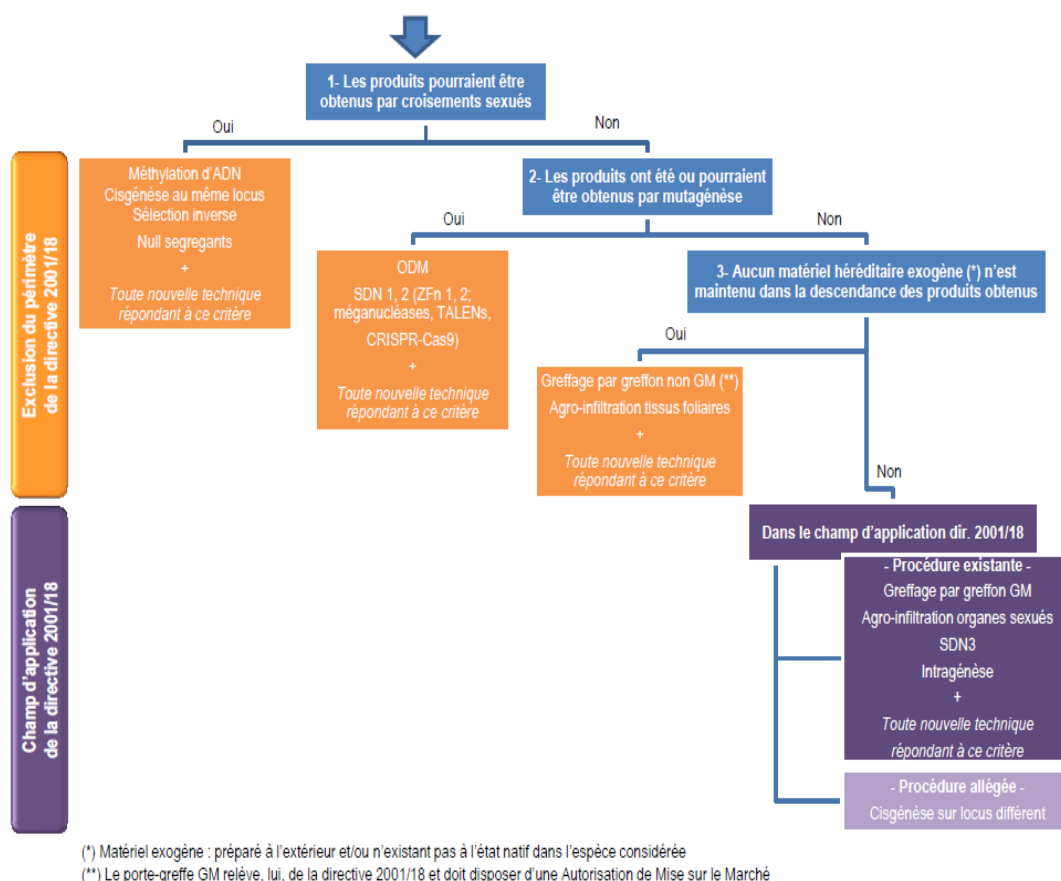 1- Les produits pourraient être
obtenus par croisements sexués
Oui
Non
Exclusion du périmètre
de la directive 2001/18
Méthylation d'ADN
Cisgénèse au même locus
Sélection inverse
Null segregants
+
Toute nouvelle technique
répondant à ce critère
2- Les produits ont été ou pourraient
être obtenus par mutagénèse
Oui
Non
ODM
SDN 1, 2 (ZFn 1, 2;
méganucléases, TALENs,
CRISPR-Cas9)
+
Toute nouvelle technique
répondant à ce critère
3- Aucun matériel héréditaire exogène (*) n'est
maintenu dans la descendance des produits obtenus
Oui
Greffage par greffon non GM (**)
Agro-infiltration tissus foliaires
+
Toute nouvelle technique
répondant à ce critère
Non
Champ d'application
de la directive 2001/18
Dans le champ d'application dir. 2001/18
- Procédure existante -
Greffage par greffon GM
Agro-infiltration organes sexués
SDN3
Intragénèse
+
Toute nouvelle technique
répondant à ce critère
- Procédure allégée -
Cisgénèse sur locus différent
(*) Matériel exogène : préparé à l'extérieur et/ou n'existant pas à l'état natif dans l'espèce considérée
(**) Le porte-greffe GM relève, lui, de la directive 2001/18 et doit disposer d'une Autorisation de Mise sur le Marché